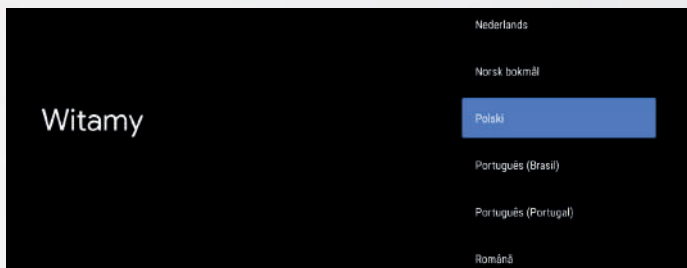 Witamy
Nederlands
Norsk bokmål
Polski
Português (Brasil)
Português (Portugal)
Română